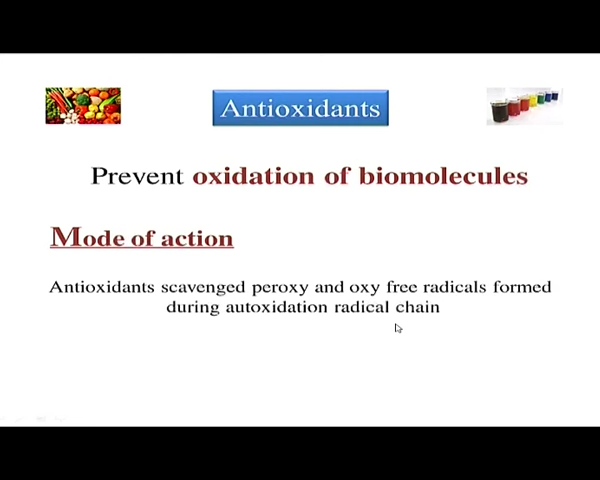 Antioxidants
Prevent oxidation of biomolecules
Mode of action
Antioxidants scavenged peroxy and oxy free radicals formed
during autoxidation radical chain